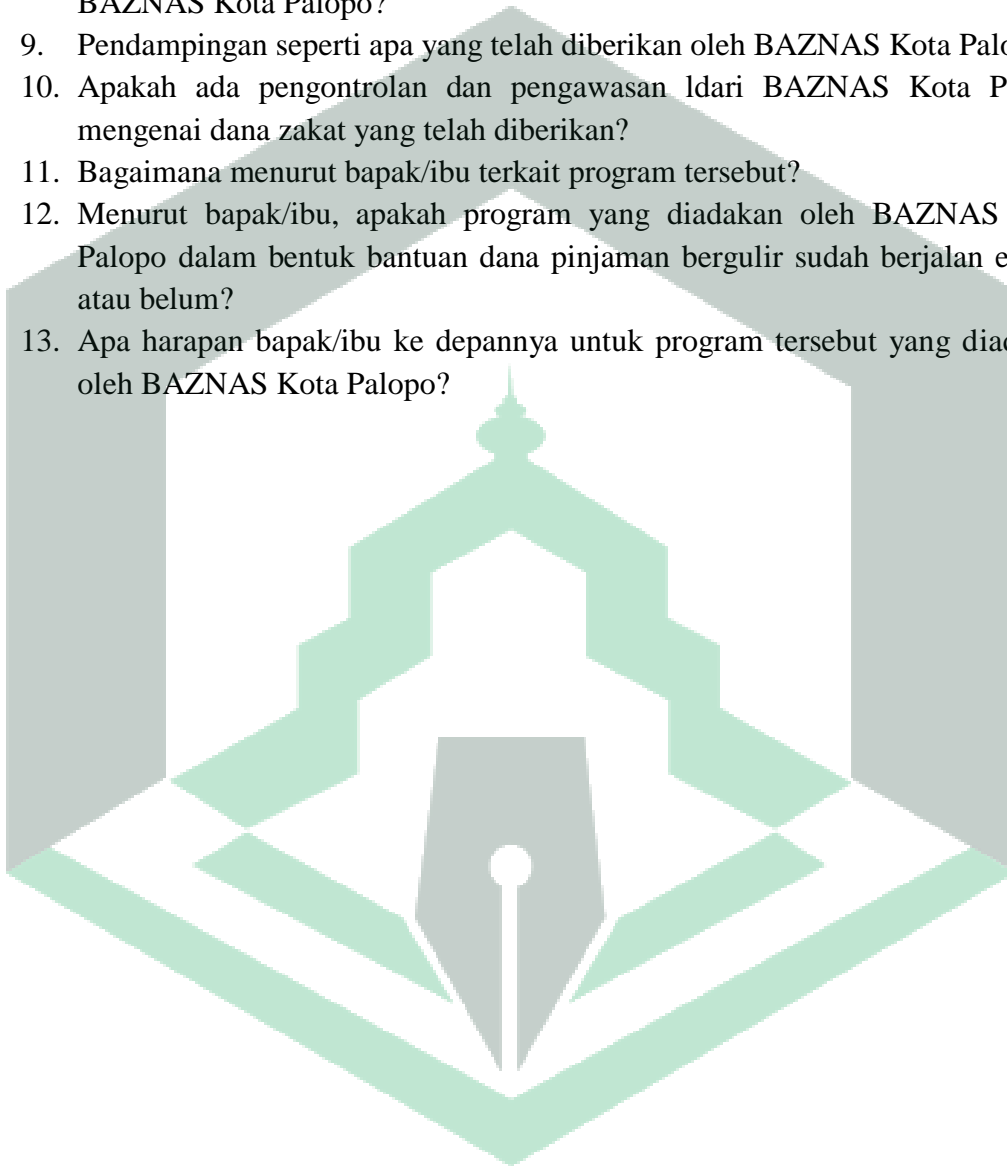 BAZNAS Kota Palopo?
9. Pendampingan seperti apa yang telah diberikan oleh BAZNAS Kota
10. Apakah ada pengontrolan dan pengawasan ldari BAZNAS Kota
mengenai dana zakat yang telah diberikan?
11. Bagaimana menurut bapak/ibu terkait program tersebut?
12. Menurut bapak/ibu, apakah program yang diadakan oleh BAZNAS
Palopo dalam bentuk bantuan dana pinjaman bergulir sudah berjalan
atau belum?
13. Apa harapan bapak/ibu ke depannya untuk program tersebut yang
oleh BAZNAS Kota Palopo?